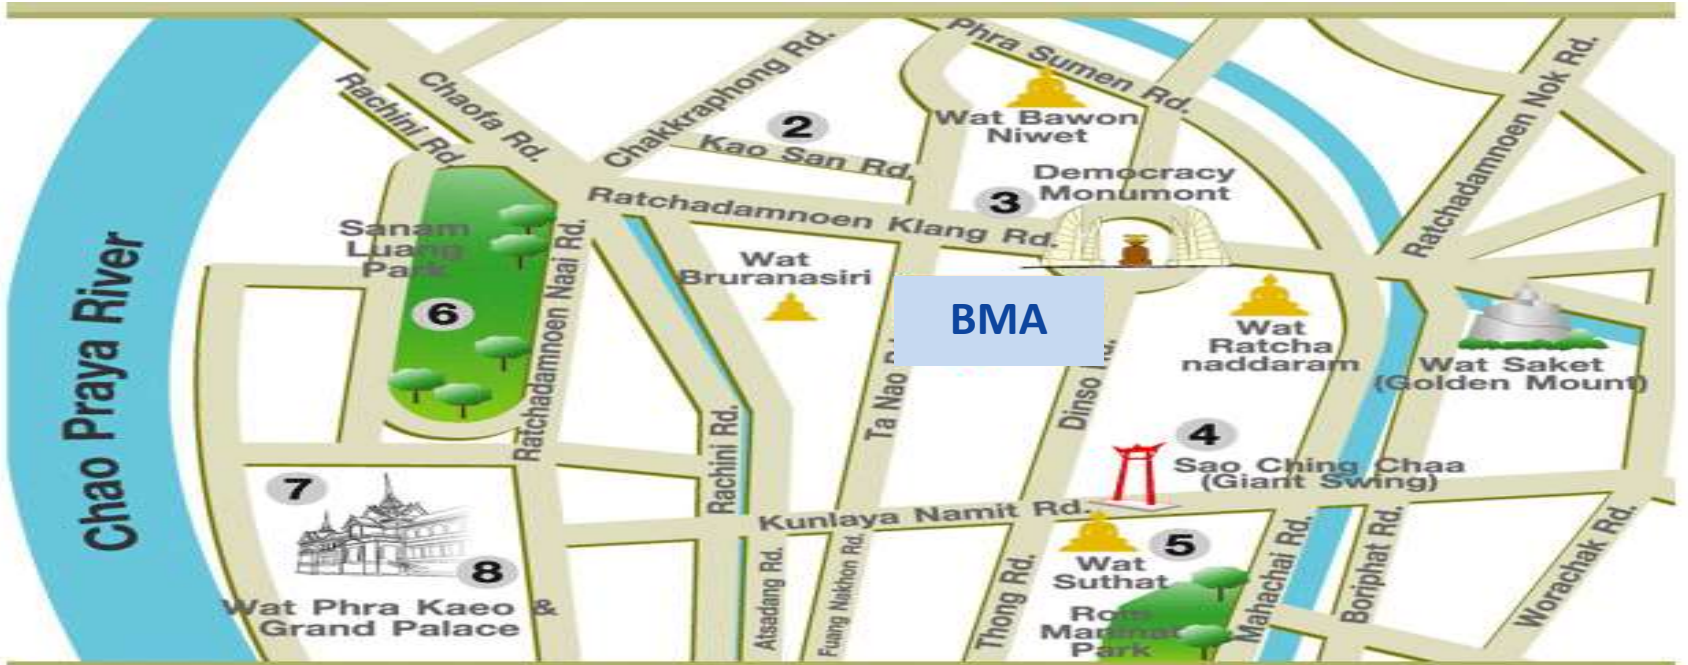 Phra Sumen Rd.
Chakkraphong Rd.
Ratchadamnoen Nok Rd.
Rachini Rd.
Chaofa Rd.
2
Kao San Rd.
Wat Bawon
Niwet
Democracy
Monumont
3
Ratchadamnoen Klang Rd.
Sanam
Luang
Park
6
Ratchadamnoen Naai Rd.
Wat
Bruranasiri
BMA
Wat
Ratcha
naddaram
Wat Saket
(Golden Mount)
Chao Praya River
Ta Nao
Dinso
Rachini Rd.
4
Sao Ching Chaa
(Giant Swing)
7
8
Wat Phra Kaeo &
Grand Palace
Kunlaya Namit Rd.
5
Wat
Suthat
Park
Atsadang Rd.
Fuang Nakhon Rd.
Thong Rd.
Mahachai Rd.
Boriphat Rd.
Worachak Rd.